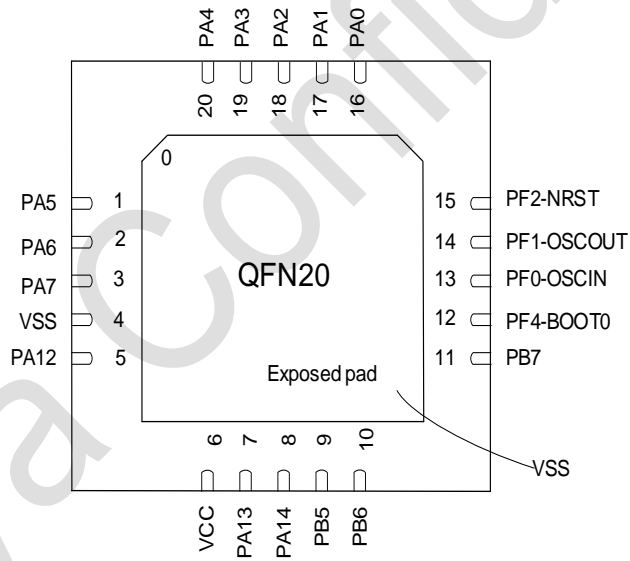 PA4
PA3
PA2
PA1
PA0
20
19
18
17
16
0
PA5 1
PA6 2
PA7 3
VSS 4
PA12 5
15 PF2-NRST
14 PF1-OSCOUT
13 PF0-OSCIN
12 PF4-BOOT0
11 PB7
QFN20
Exposed pad
VSS
6
7
8
9
10
VCC
PA13
PA14
PB5
PB6
a Confid